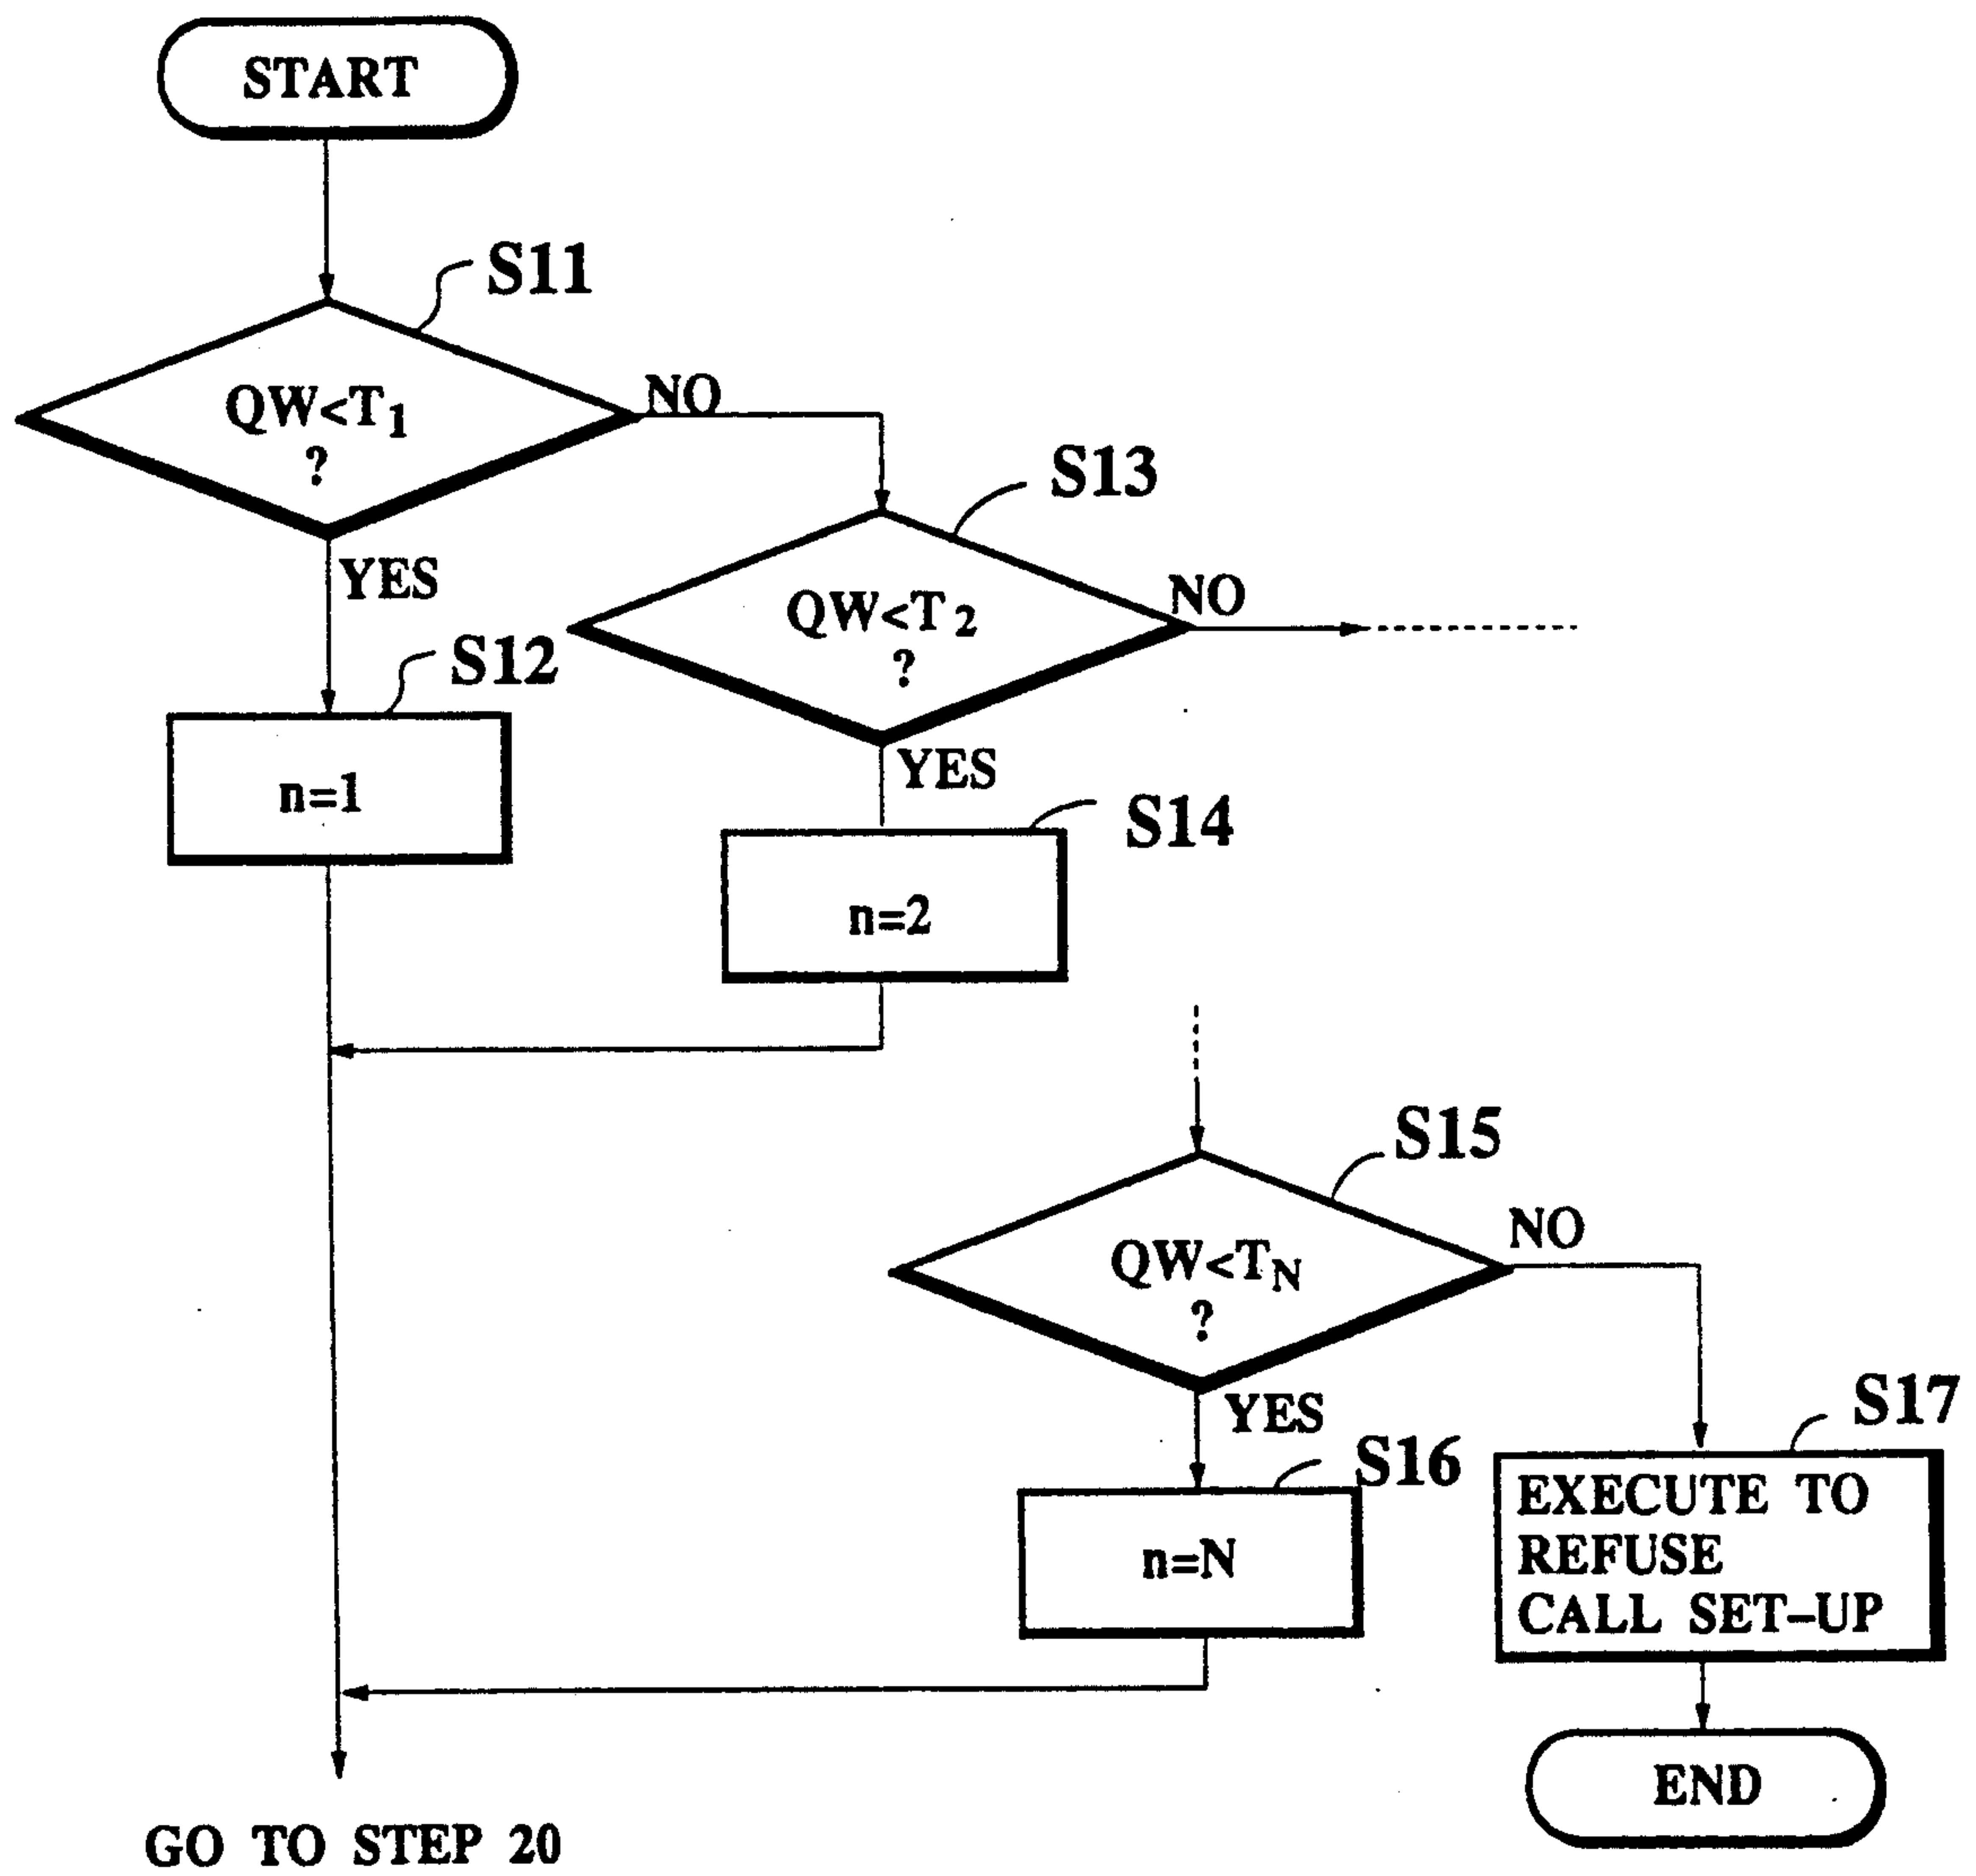 START
S11
QW<T1
?
NO
YES
S13
QW<T2
?
NO
YES
S12
n=1
S14
n=2
S15
QW<TN
?
NO
YES
S16
n=N
S17
EXECUTE TO
REFUSE
CALL SET-UP
END
GO TO STEP 20